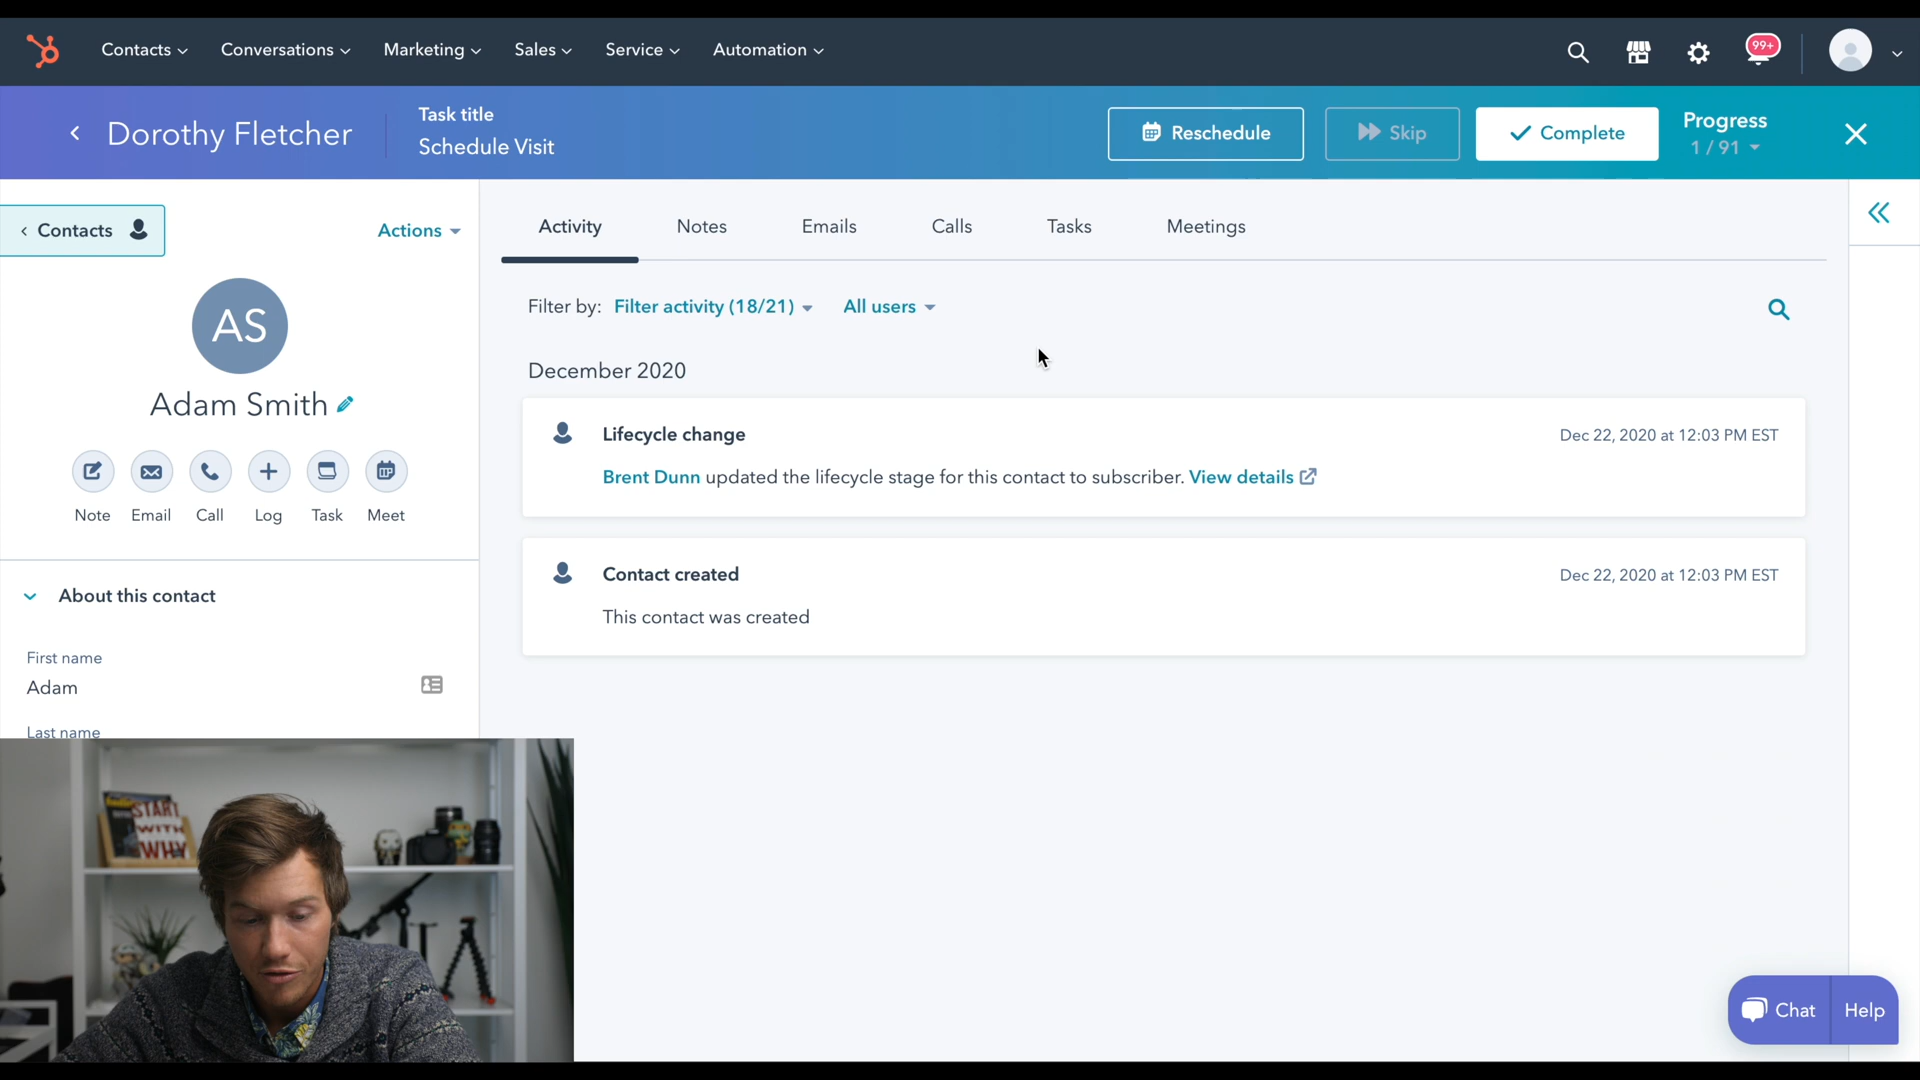 Contacts Conversations Marketing Sales Service Automation 99+
Dorothy Fletcher
Task title
Schedule Visit
Reschedule Skip Complete
Progress
1 / 91
Contacts Actions
AS
Adam Smith
Note Email Call Log Task Meet
About this contact
First name
Adam
Last name
Activity Notes Emails Calls Tasks Meetings
Filter by: Filter activity (18/21) All users
December 2020
Lifecycle change Dec 22, 2020 at 12:03 PM EST
Brent Dunn updated the lifecycle stage for this contact to subscriber. View details
Contact created Dec 22, 2020 at 12:03 PM EST
This contact was created
START
WITH
WHY
Chat Help